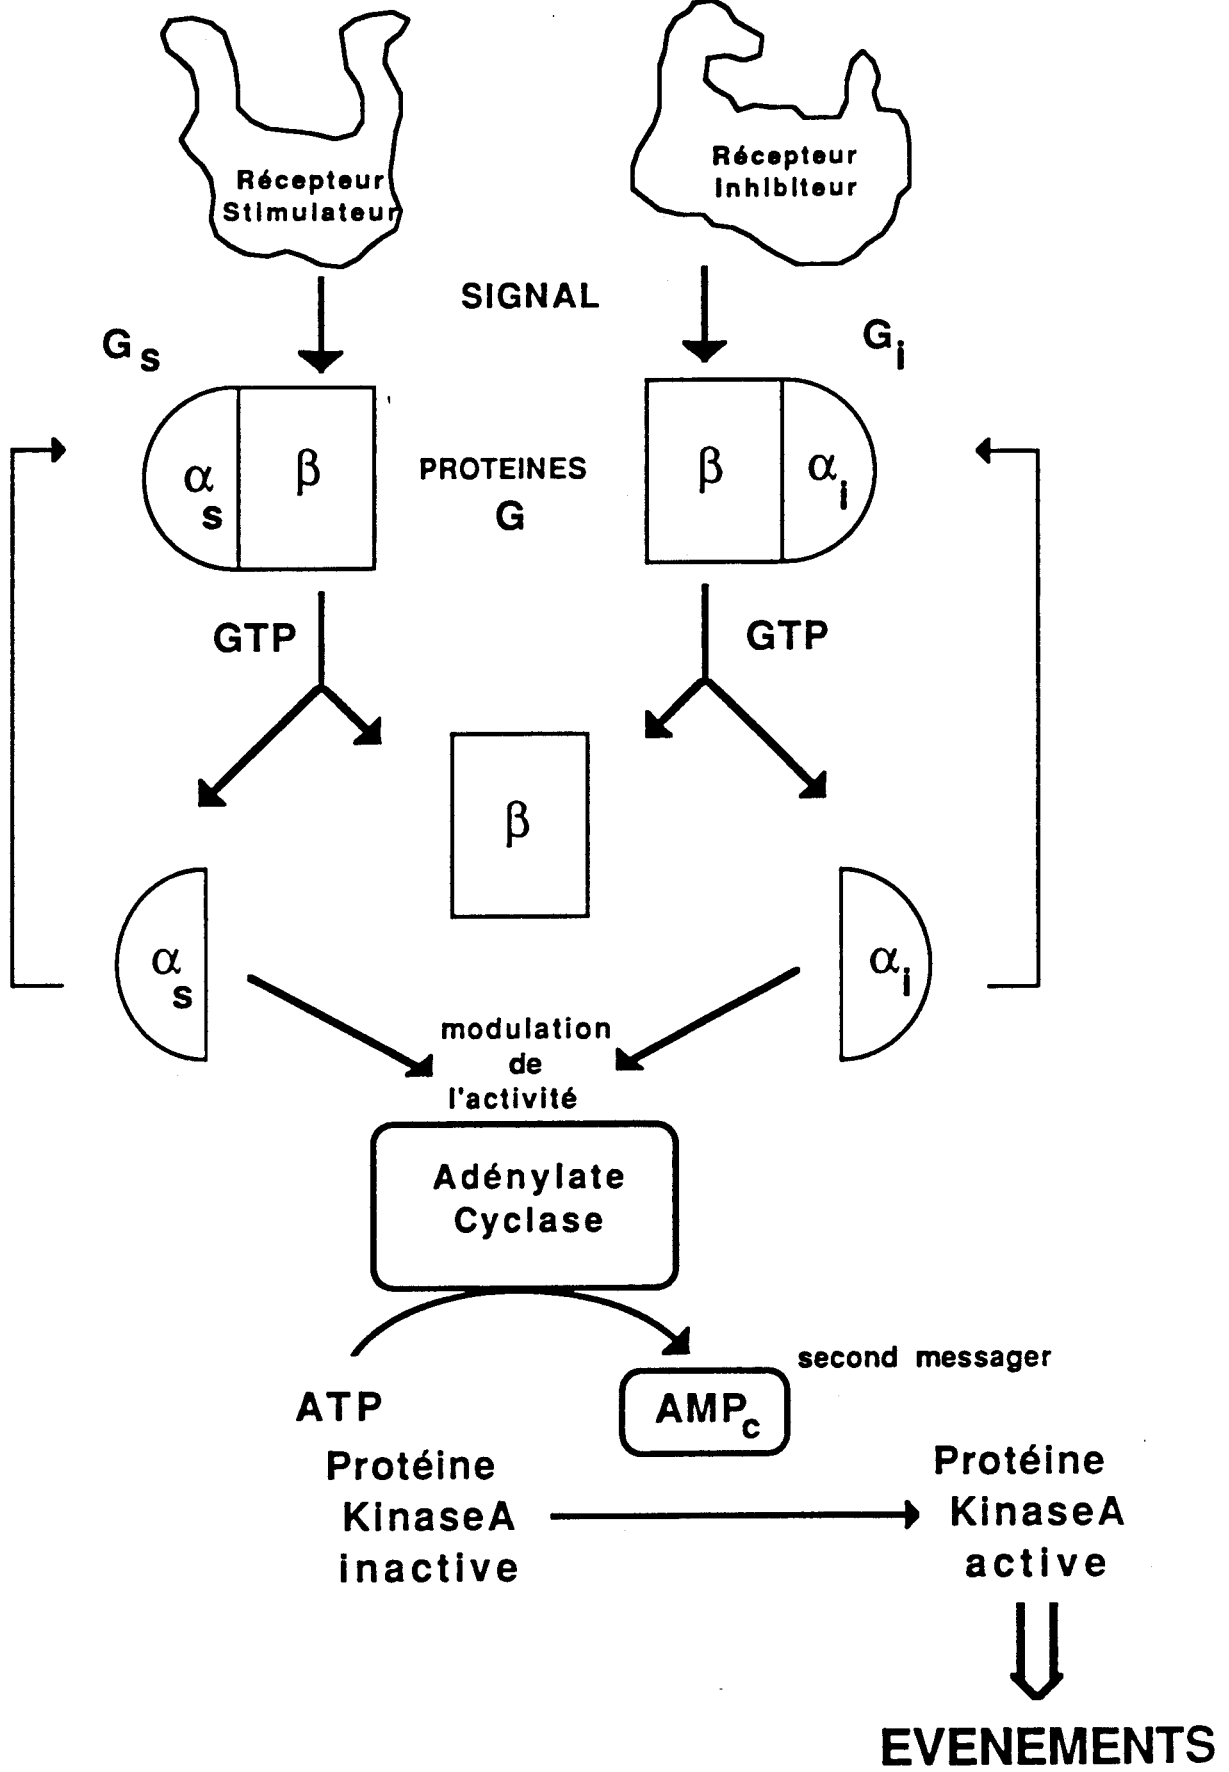 Récepteur
Stimulateur
Récepteur
Inhibiteur
SIGNAL
Gs
Gi
αs
β
PROTEINES
G
β
αi
GTP
GTP
β
αs
αi
modulation
de
l'activité
Adénylate
Cyclase
second messager
ATP
AMPc
Protéine
KinaseA
inactive
Protéine
KinaseA
active
EVENEMENTS